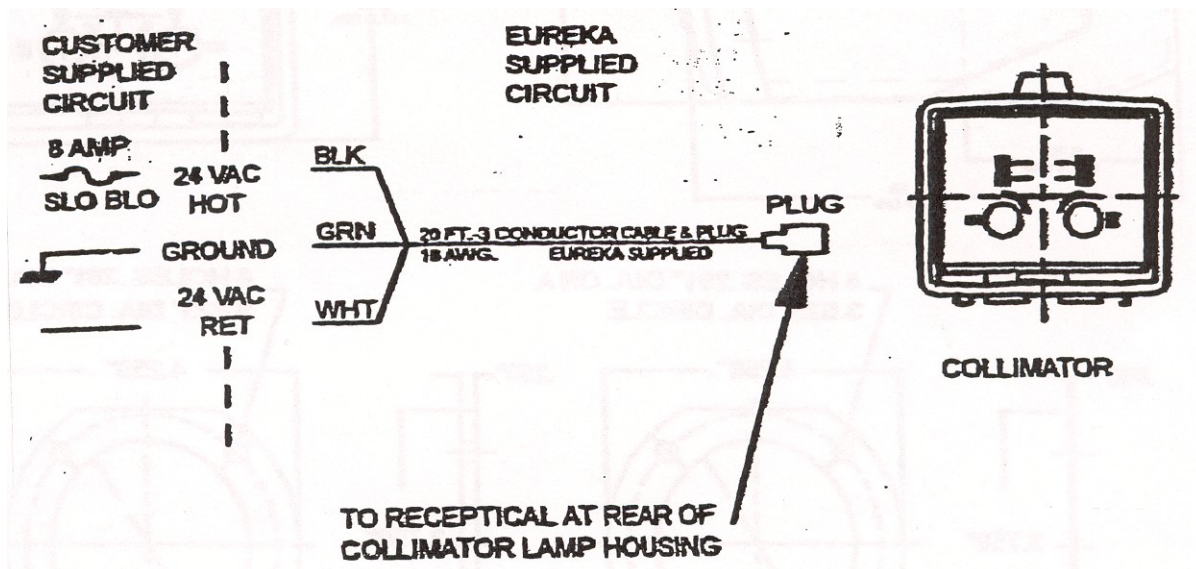 CUSTOMER
SUPPLIED
CIRCUIT
EUREKA
SUPPLIED
CIRCUIT
8 AMP
SLO BLO
24 VAC
HOT
GROUND
24 VAC
RET
BLK
GRN
WHT
20 FT.-3 CONDUCTOR CABLE & PLUG
18 AWG. EUREKA SUPPLIED
PLUG
COLLIMATOR
TO RECEPTICAL AT REAR OF
COLLIMATOR LAMP HOUSING